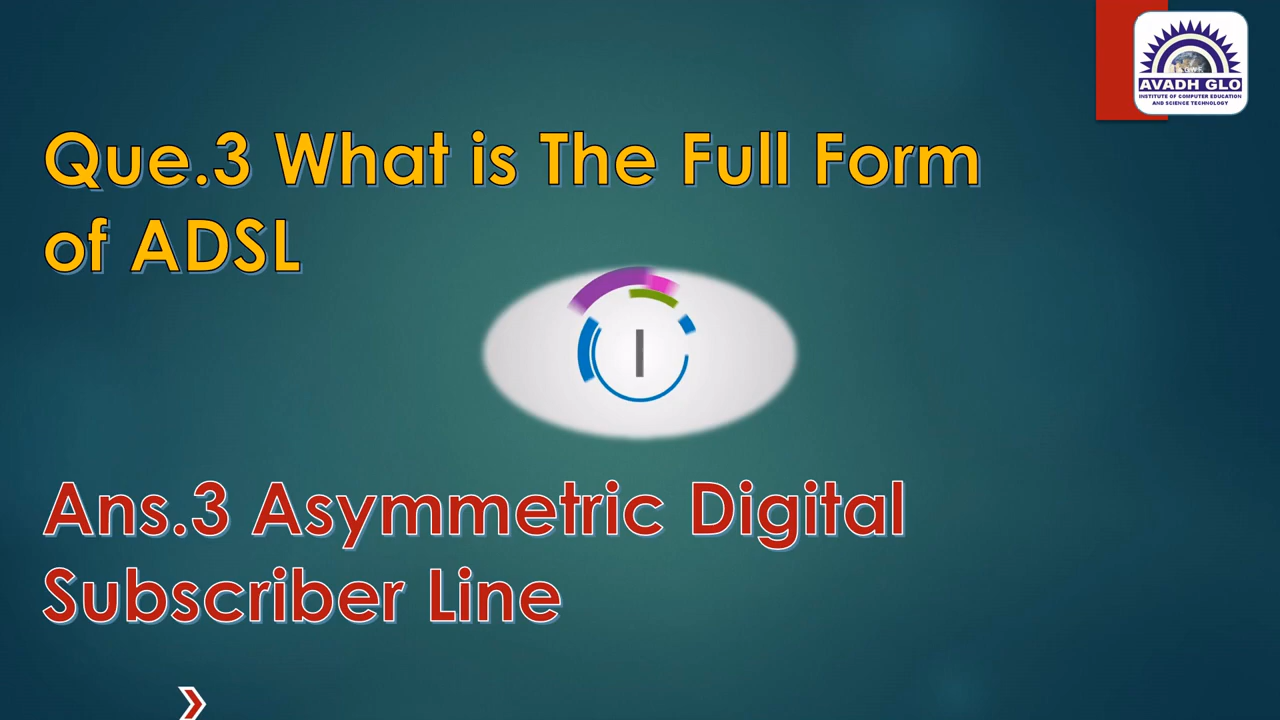 AVADH GLO
INSTITUTE OF COMPUTER EDUCATION
AND SCIENCE TECHNOLOGY
Que.3 What is The Full Form
of ADSL
Ans.3 Asymmetric Digital
Subscriber Line